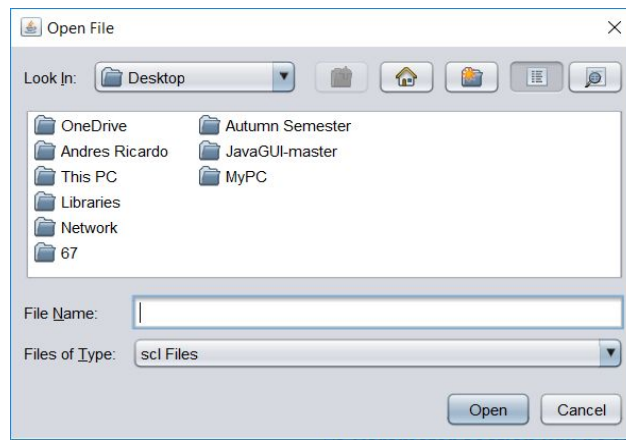 Open File
Look In: Desktop
OneDrive Autumn Semester
Andres Ricardo JavaGUI-master
This PC MyPC
Libraries
Network
67
File Name:
Files of Type: scl Files
Open Cancel